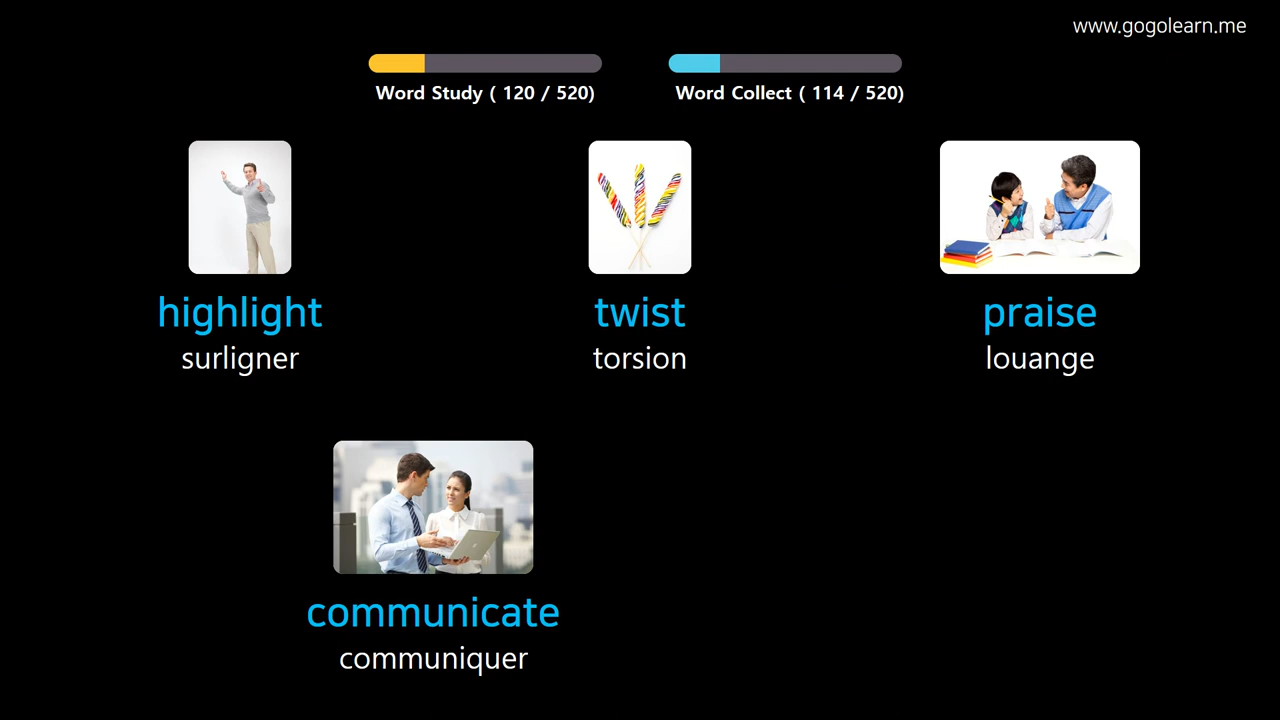 www.gogolearn.me
Word Study ( 120 / 520)
Word Collect ( 114 / 520)
highlight
surligner
twist
torsion
praise
louange
communicate
communiquer